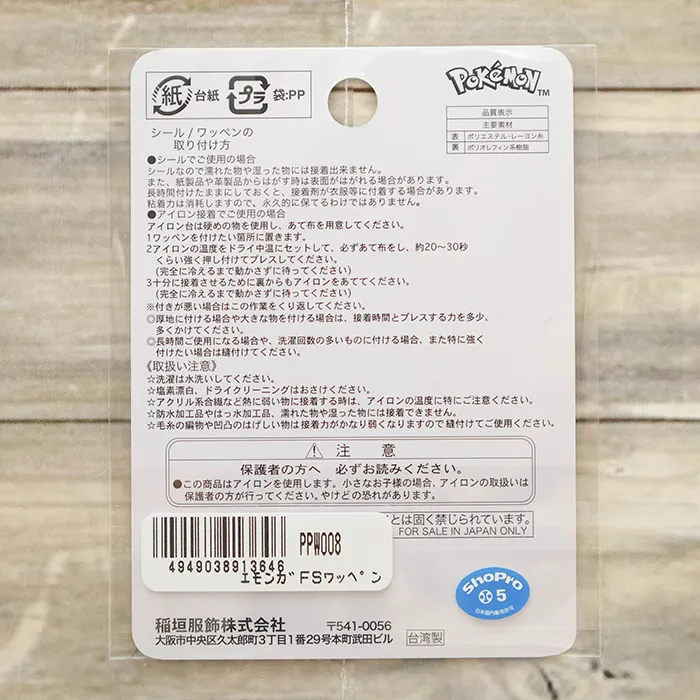 紙 台紙 プラ 袋:PP
PoKéMoN TM
品質表示
主要素材
表 ポリエステル・レーヨン糸
裏 ポリオレフィン系樹脂
シール/ワッペンの
取り付け方
●シールでご使用の場合
シールなので濡れた物や湿った物には接着出来ません。
また、紙製品や革製品からはがす時は表面がはがれる場合があります。
長時間付けたままにしておくと、接着剤が衣服等に付着する場合があります。
粘着力は消耗しますので、永久的に保てるわけではありません。
●アイロン接着でご使用の場合
アイロン台は硬めの物を使用し、あて布を用意してください。
1ワッペンを付けたい箇所に置きます。
2アイロンの温度をドライ中温にセットして、必ずあて布をし、約20〜30秒
くらい強く押し付けてプレスしてください。
(完全に冷えるまで動かさずに待ってください)
3十分に接着させるために裏からもアイロンをあててください。
(完全に冷えるまで動かさずに待ってください)
※付きが悪い場合はこの作業をくり返してください。
◎厚地に付ける場合や大きな物を付ける場合は、接着時間とプレスする力を多少、
多くかけてください。
◎長時間ご使用になる場合や、洗濯回数の多いものに付ける場合、また特に強く
付けたい場合は縫付けてください。
《取扱い注意》
☆洗濯は水洗いしてください。
☆塩素漂白、ドライクリーニングはおさけください。
☆アクリル系合繊など熱に弱い物に接着する時は、アイロンの温度に特にご注意ください。
☆防水加工品やはっ水加工品、濡れた物や湿った物には接着できません。
☆毛糸の編物や凹凸のはげしい物は接着力がかなり弱くなりますので縫付けてご使用ください。
⚠ 注 意
保護者の方へ 必ずお読みください。
●この商品はアイロンを使用します。小さなお子様の場合、アイロンの取扱いは
保護者の方が行ってください。やけどの恐れがあります。
ことは固く禁じられています。
FOR SALE IN JAPAN ONLY
PPW008
4949038913646
エモンガFSワッペン
ShoPro
5
日本国内販売許可
稲垣服飾株式会社 〒541-0056
大阪市中央区久太郎町3丁目1番29号本町武田ビル
台湾製